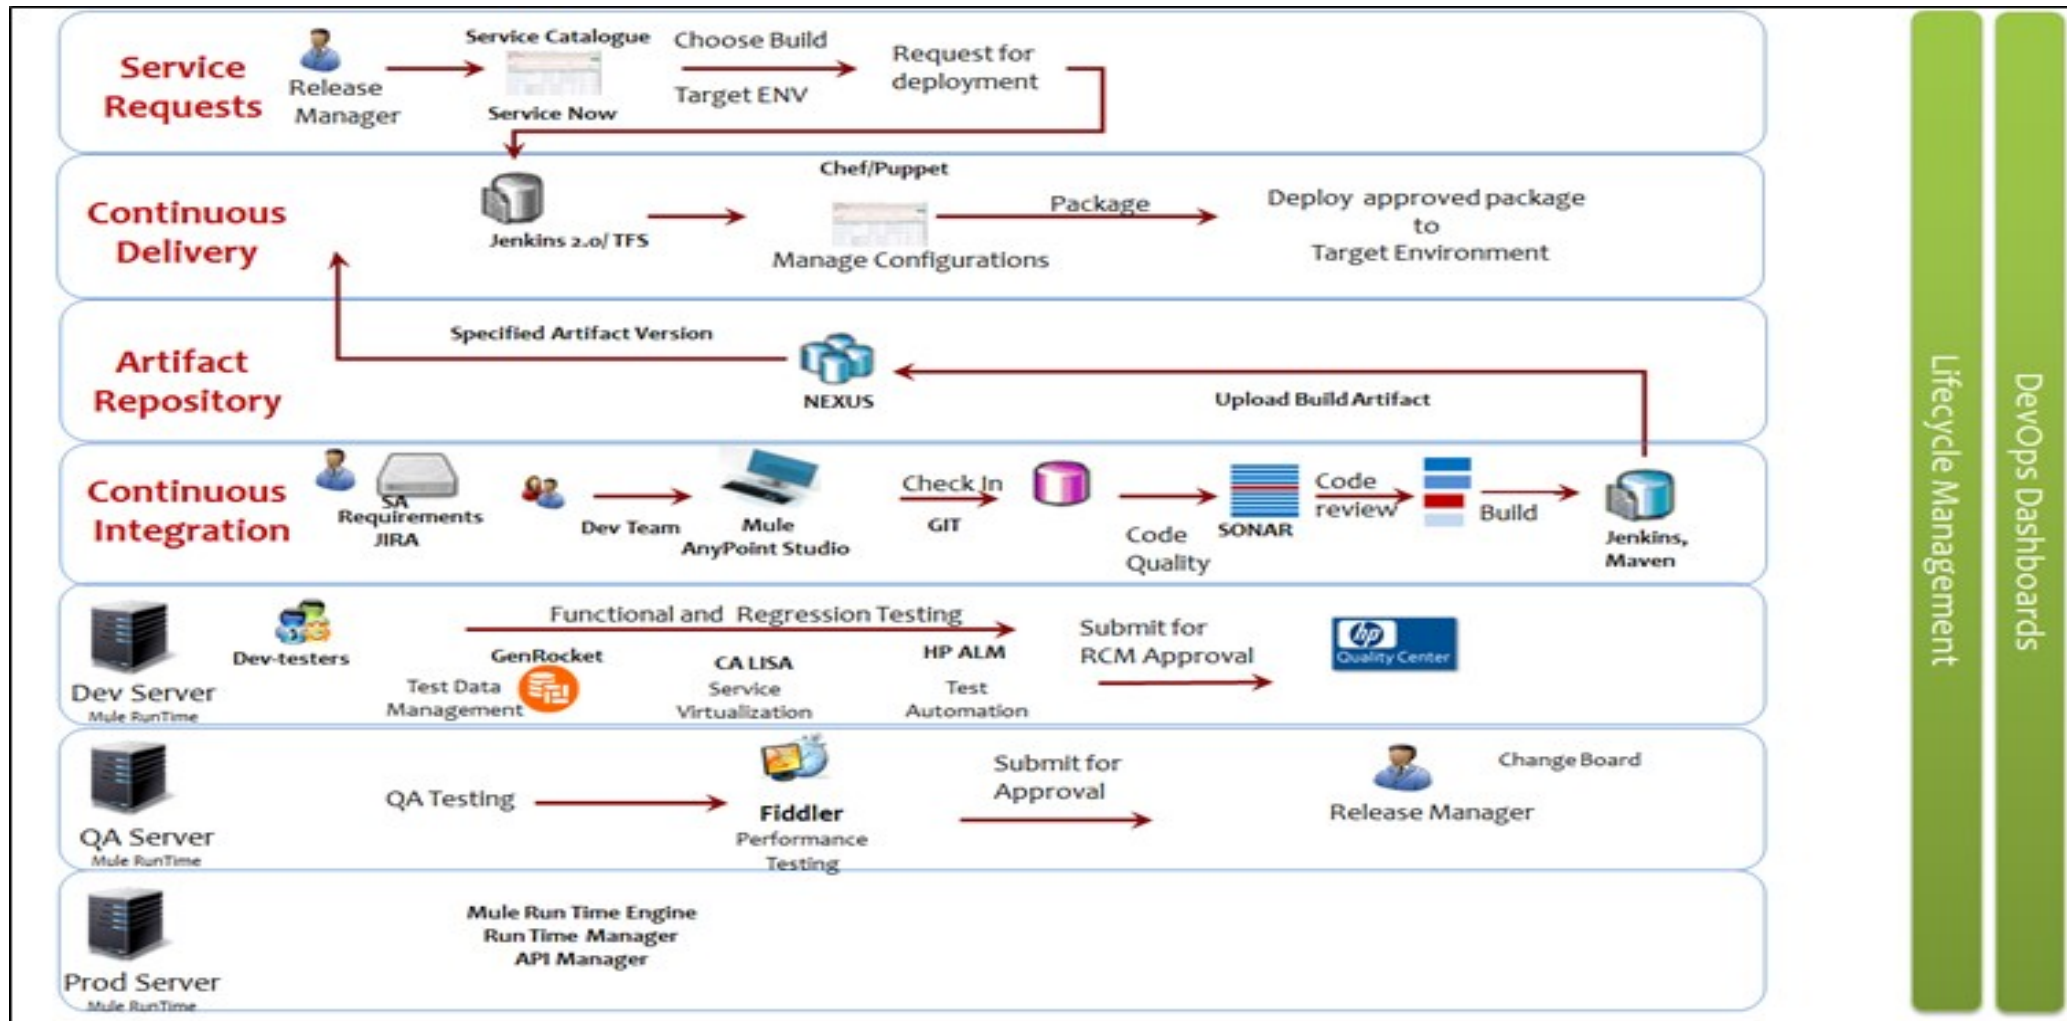 Service
Requests
Release
Manager
Service Catalogue
Service Now
Choose Build
Target ENV
Request for
deployment
Continuous
Delivery
Jenkins 2.0/ TFS
Chef/Puppet
Manage Configurations
Package
Deploy approved package
to
Target Environment
Artifact
Repository
Specified Artifact Version
NEXUS
Upload Build Artifact
Continuous
Integration
SA
Requirements
JIRA
Dev Team
Mule
AnyPoint Studio
Check In
GIT
Code
Quality
SONAR
Code
review
Build
Jenkins,
Maven
Dev Server
Mule RunTime
Dev-testers
Functional and Regression Testing
GenRocket
Test Data
Management
CA LISA
Service
Virtualization
HP ALM
Test
Automation
Submit for
RCM Approval
hp
Quality Center
QA Server
Mule RunTime
QA Testing
Fiddler
Performance
Testing
Submit for
Approval
Release Manager
Change Board
Prod Server
Mule RunTime
Mule Run Time Engine
Run Time Manager
API Manager
Lifecycle Management
DevOps Dashboards